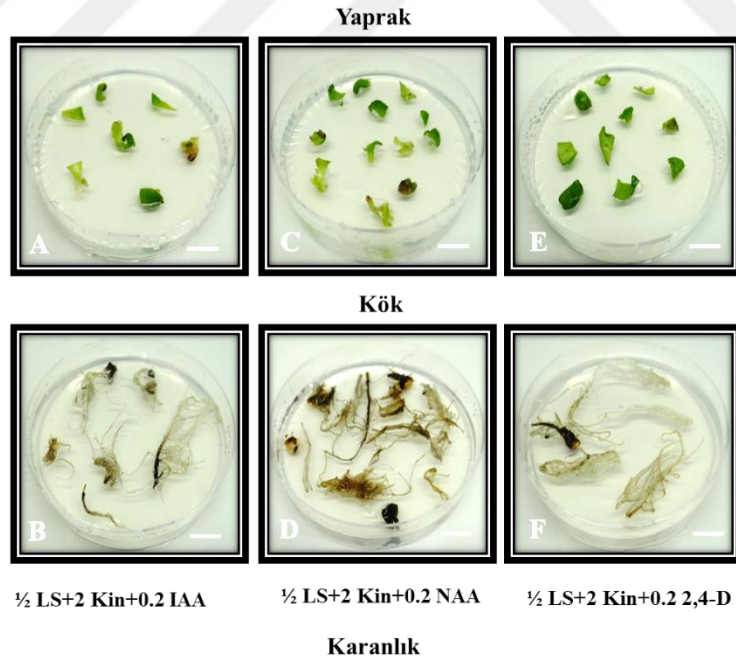 Yaprak
A
C
E
Kök
B
D
F
½ LS+2 Kin+0.2 IAA
½ LS+2 Kin+0.2 NAA
½ LS+2 Kin+0.2 2,4-D
Karanlık